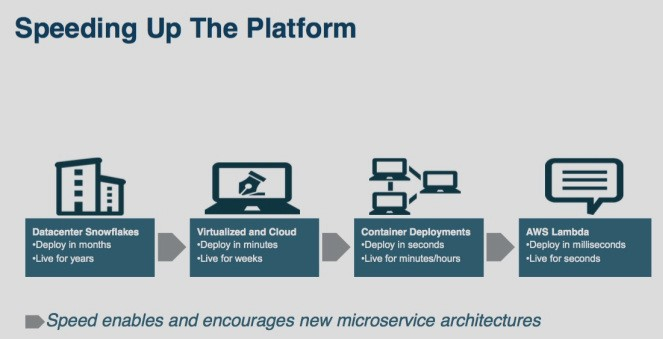 Speeding Up The Platform
Datacenter Snowflakes
•Deploy in months
•Live for years
Virtualized and Cloud
•Deploy in minutes
•Live for weeks
Container Deployments
•Deploy in seconds
•Live for minutes/hours
AWS Lambda
•Deploy in milliseconds
•Live for seconds
Speed enables and encourages new microservice architectures